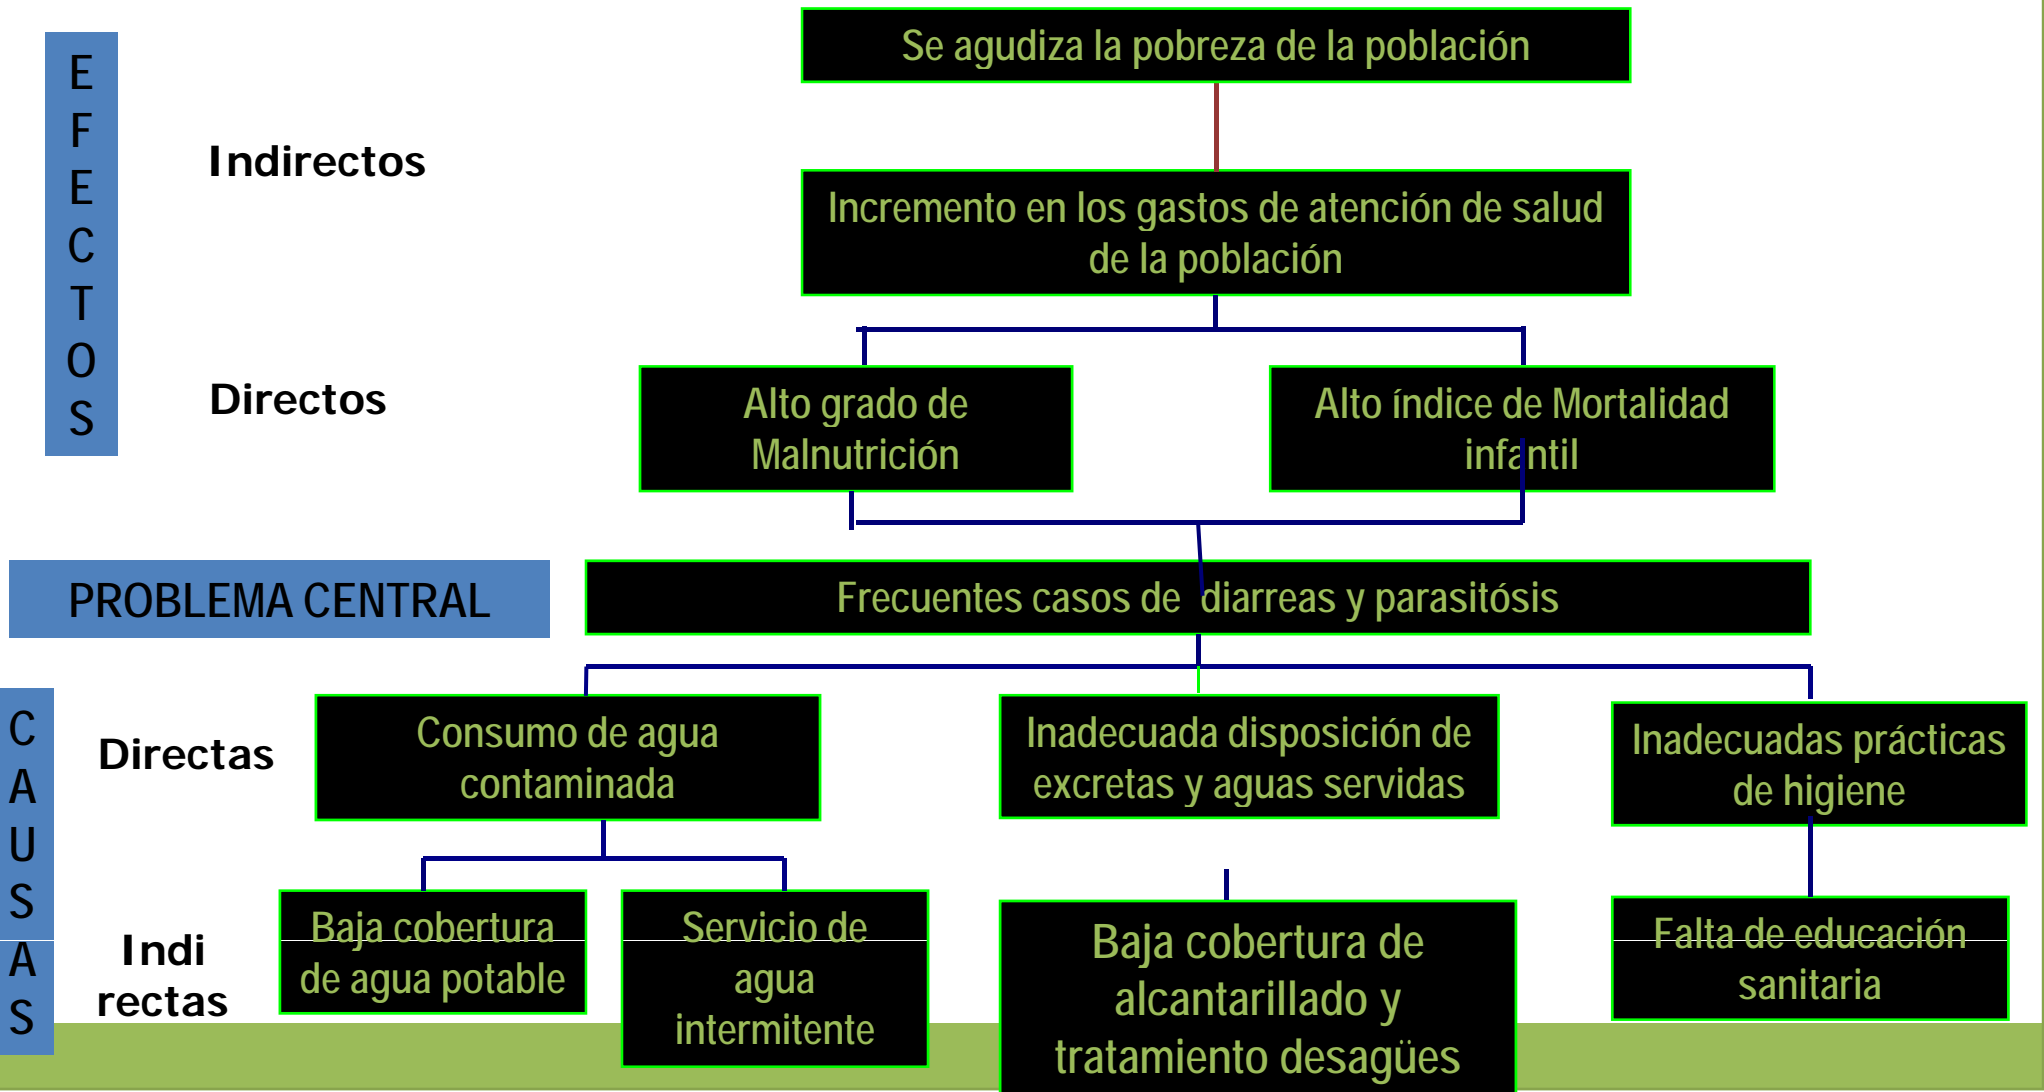 EFECTOS
Se agudiza la pobreza de la población
Indirectos
Incremento en los gastos de atención de salud
de la población
Directos
Alto grado de
Malnutrición
Alto índice de Mortalidad
infantil
PROBLEMA CENTRAL
Frecuentes casos de diarreas y parasitósis
CAUSAS
Directas
Consumo de agua
contaminada
Inadecuada disposición de
excretas y aguas servidas
Inadecuadas prácticas
de higiene
Indi
rectas
Baja cobertura
de agua potable
Servicio de
agua
intermitente
Baja cobertura de
alcantarillado y
tratamiento desagües
Falta de educación
sanitaria